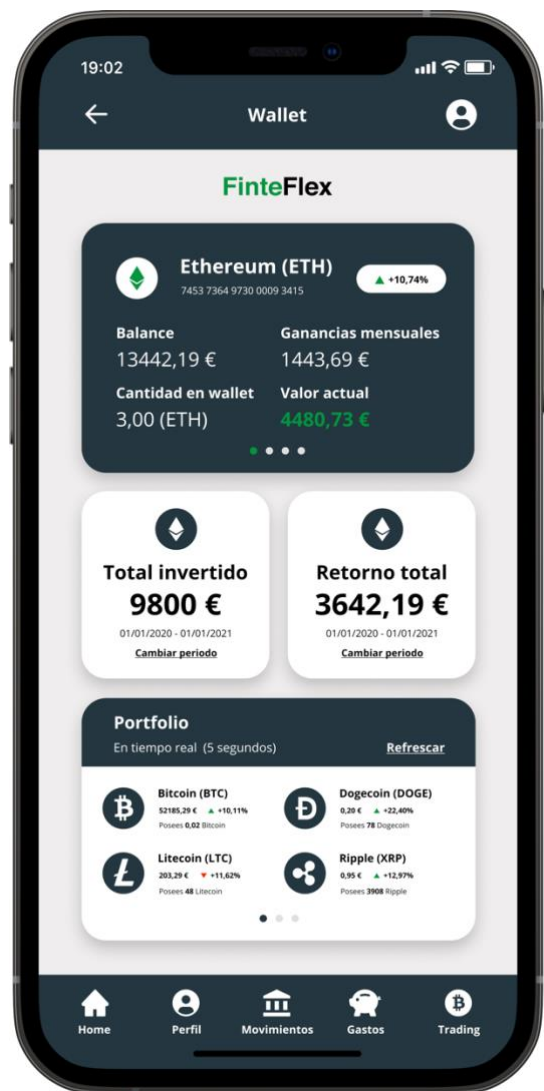 19:02
Wallet
FinteFlex
Ethereum (ETH)
7453 7364 9730 0009 3415
+10,74%
Balance
Ganancias mensuales
13442,19 €
1443,69 €
Cantidad en wallet
Valor actual
3,00 (ETH)
4480,73 €
Total invertido
9800 €
01/01/2020 - 01/01/2021
Cambiar periodo
Retorno total
3642,19 €
01/01/2020 - 01/01/2021
Cambiar periodo
Portfolio
En tiempo real (5 segundos)
Refrescar
Bitcoin (BTC)
52185,29 € ▲ +10,11%
Posees 0,02 Bitcoin
Dogecoin (DOGE)
0,20 € ▲ +22,40%
Posees 78 Dogecoin
Litecoin (LTC)
203,29 € ▼ +11,62%
Posees 48 Litecoin
Ripple (XRP)
0,95 € ▲ +12,97%
Posees 3908 Ripple
Home
Perfil
Movimientos
Gastos
Trading